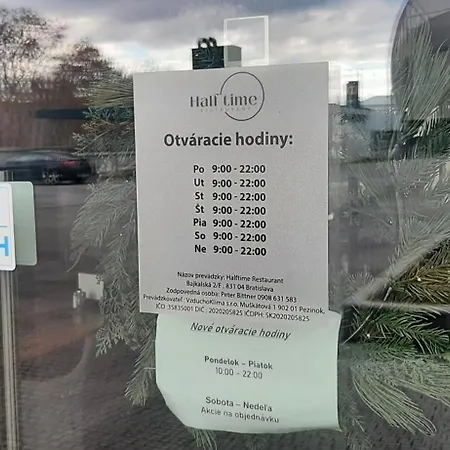 Half time
RESTAURANT
Otváracie hodiny:
Po 9:00 - 22:00
Ut 9:00 - 22:00
St 9:00 - 22:00
Št 9:00 - 22:00
Pia 9:00 - 22:00
So 9:00 - 22:00
Ne 9:00 - 22:00
Názov prevádzky: Halftime Restaurant
Bajkalská 2/F , 831 04 Bratislava
Zodpovedná osoba: Peter Bittner 0908 631 583
Prevádzkovateľ: VzduchoKlima s.r.o. Muškátová 1 902 01 Pezinok,
IČO :35835001 DIČ : 2020205825 IČDPH: SK2020205825
Nové otváracie hodiny
Pondelok – Piatok
10:00 - 22:00
Sobota – Nedeľa
Akcie na objednávku